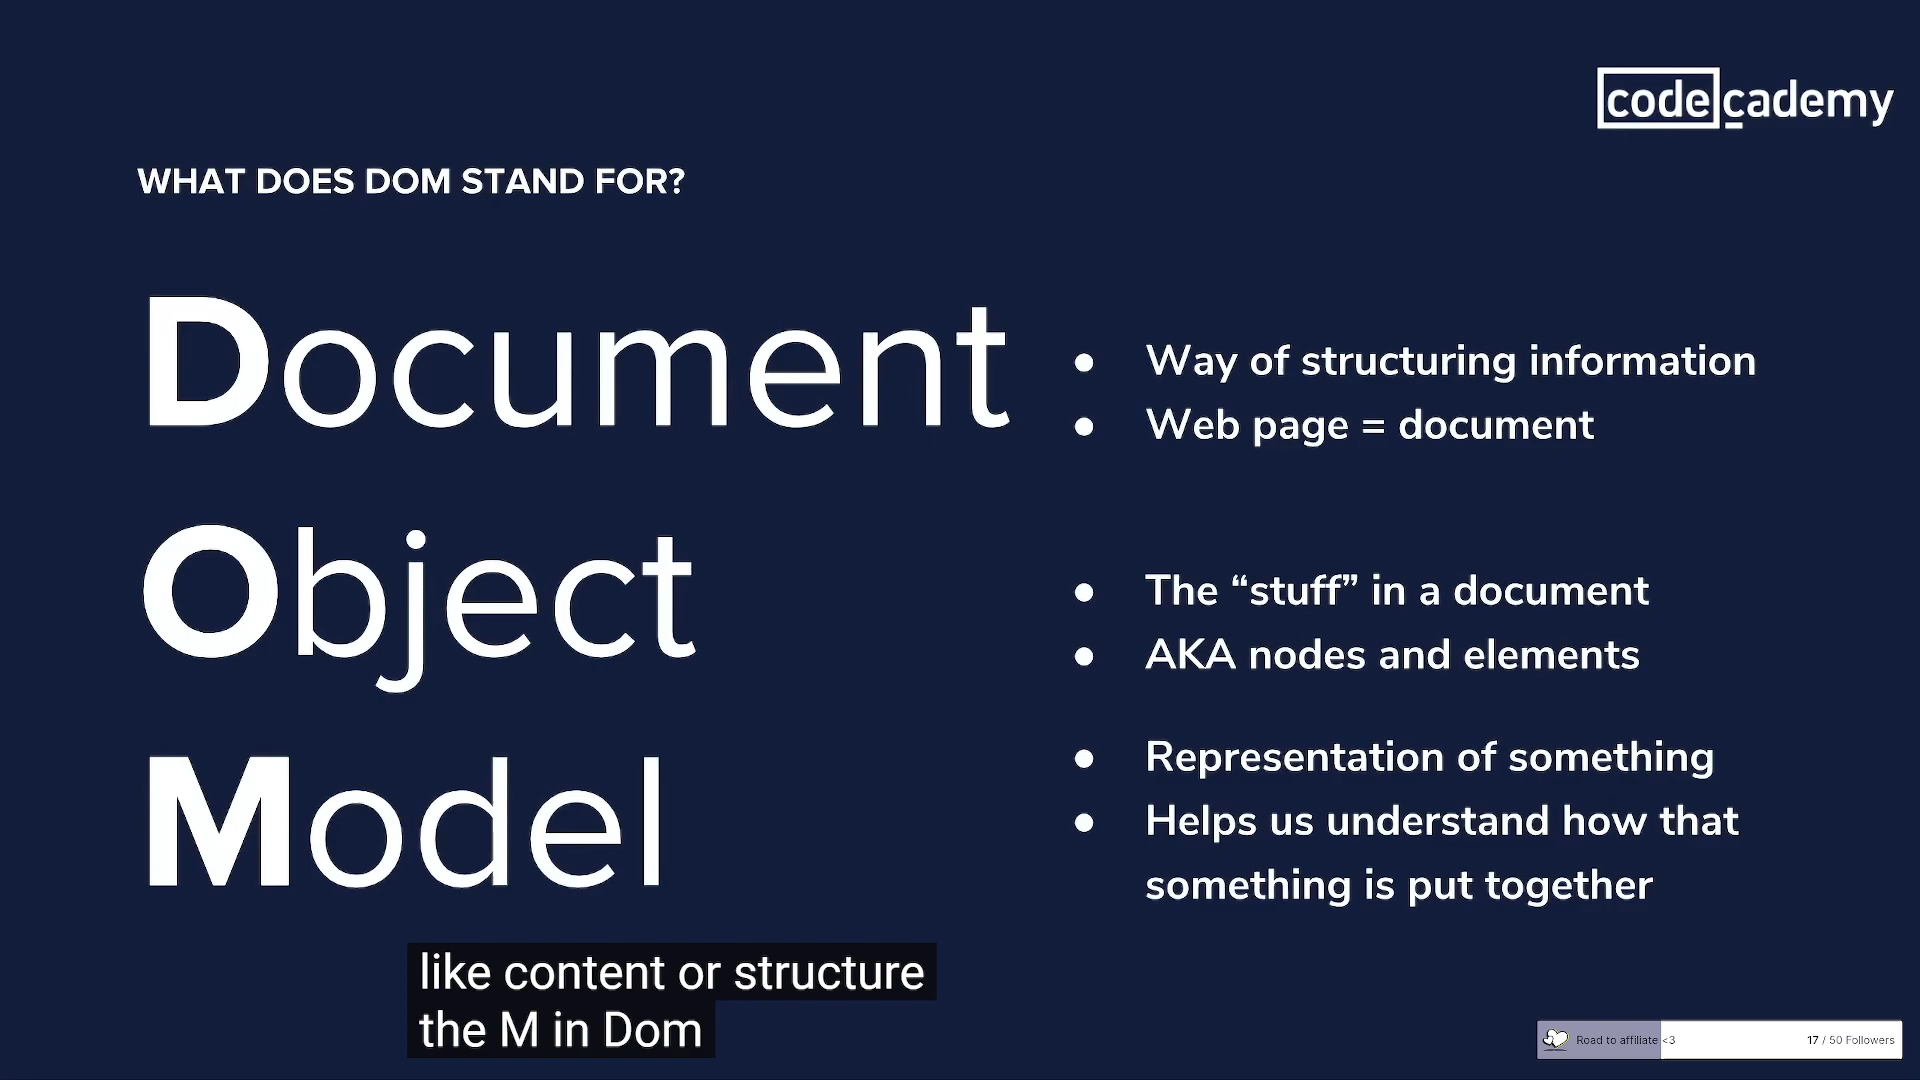 codecademy
WHAT DOES DOM STAND FOR?
Document
● Way of structuring information
● Web page = document
Object
● The “stuff” in a document
● AKA nodes and elements
Model
● Representation of something
● Helps us understand how that
something is put together
like content or structure
the M in Dom
Road to affiliate <3 17 / 50 Followers